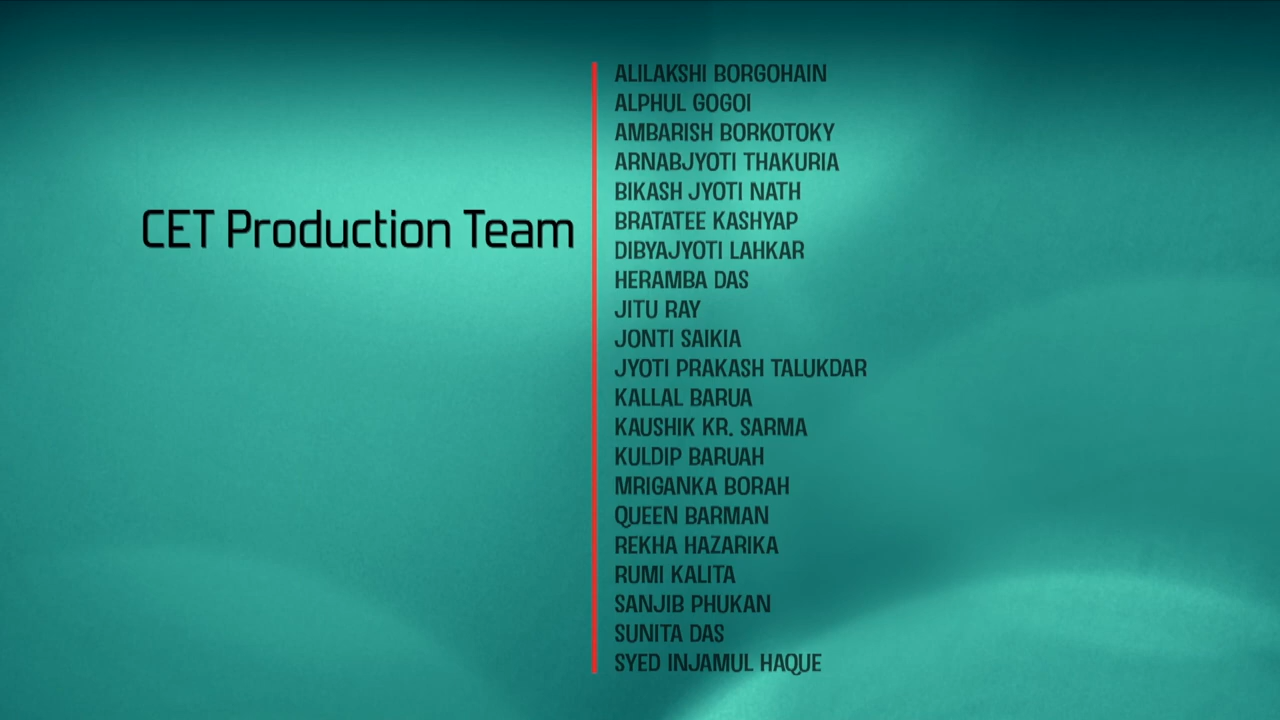 CET Production Team
ALILAKSHI BORGOHAIN
ALPHUL GOGOI
AMBARISH BORKOTOKY
ARNABJYOTI THAKURIA
BIKASH JYOTI NATH
BRATATEE KASHYAP
DIBYAJYOTI LAHKAR
HERAMBA DAS
JITU RAY
JONTI SAIKIA
JYOTI PRAKASH TALUKDAR
KALLAL BARUA
KAUSHIK KR. SARMA
KULDIP BARUAH
MRIGANKA BORAH
QUEEN BARMAN
REKHA HAZARIKA
RUMI KALITA
SANJIB PHUKAN
SUNITA DAS
SYED INJAMUL HAQUE